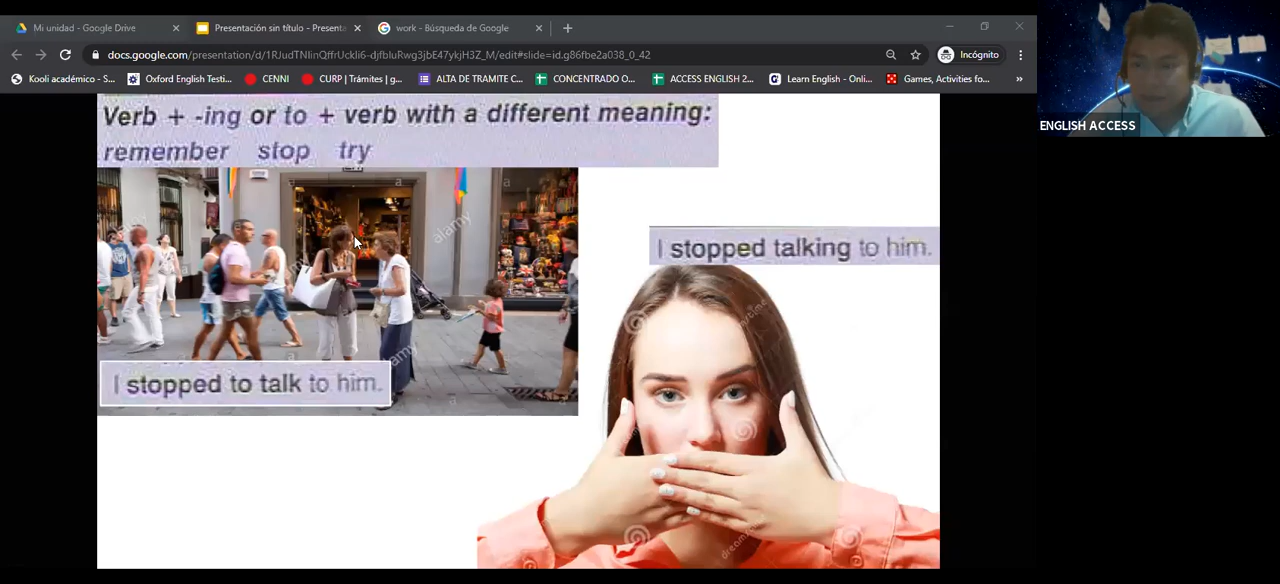 Mi unidad - Google Drive
Presentación sin título - Presenta
work - Búsqueda de Google
docs.google.com/presentation/d/1RJudTNlinQffrUckli6-djfbluRwg3jbE47ykjH3Z_M/edit#slide=id.g86fbe2a038_0_42
Incógnito
Kooli académico - S...
Oxford English Testi...
CENNI
CURP | Trámites | g...
ALTA DE TRAMITE C...
CONCENTRADO O...
ACCESS ENGLISH 2...
Learn English - Onli...
Games, Activities fo...
»
ENGLISH ACCESS
Verb + -ing or to + verb with a different meaning:
remember stop try
a
a
alamy
I stopped talking to him.
alamy
a
I stopped to talk to him.
a
dreamstime